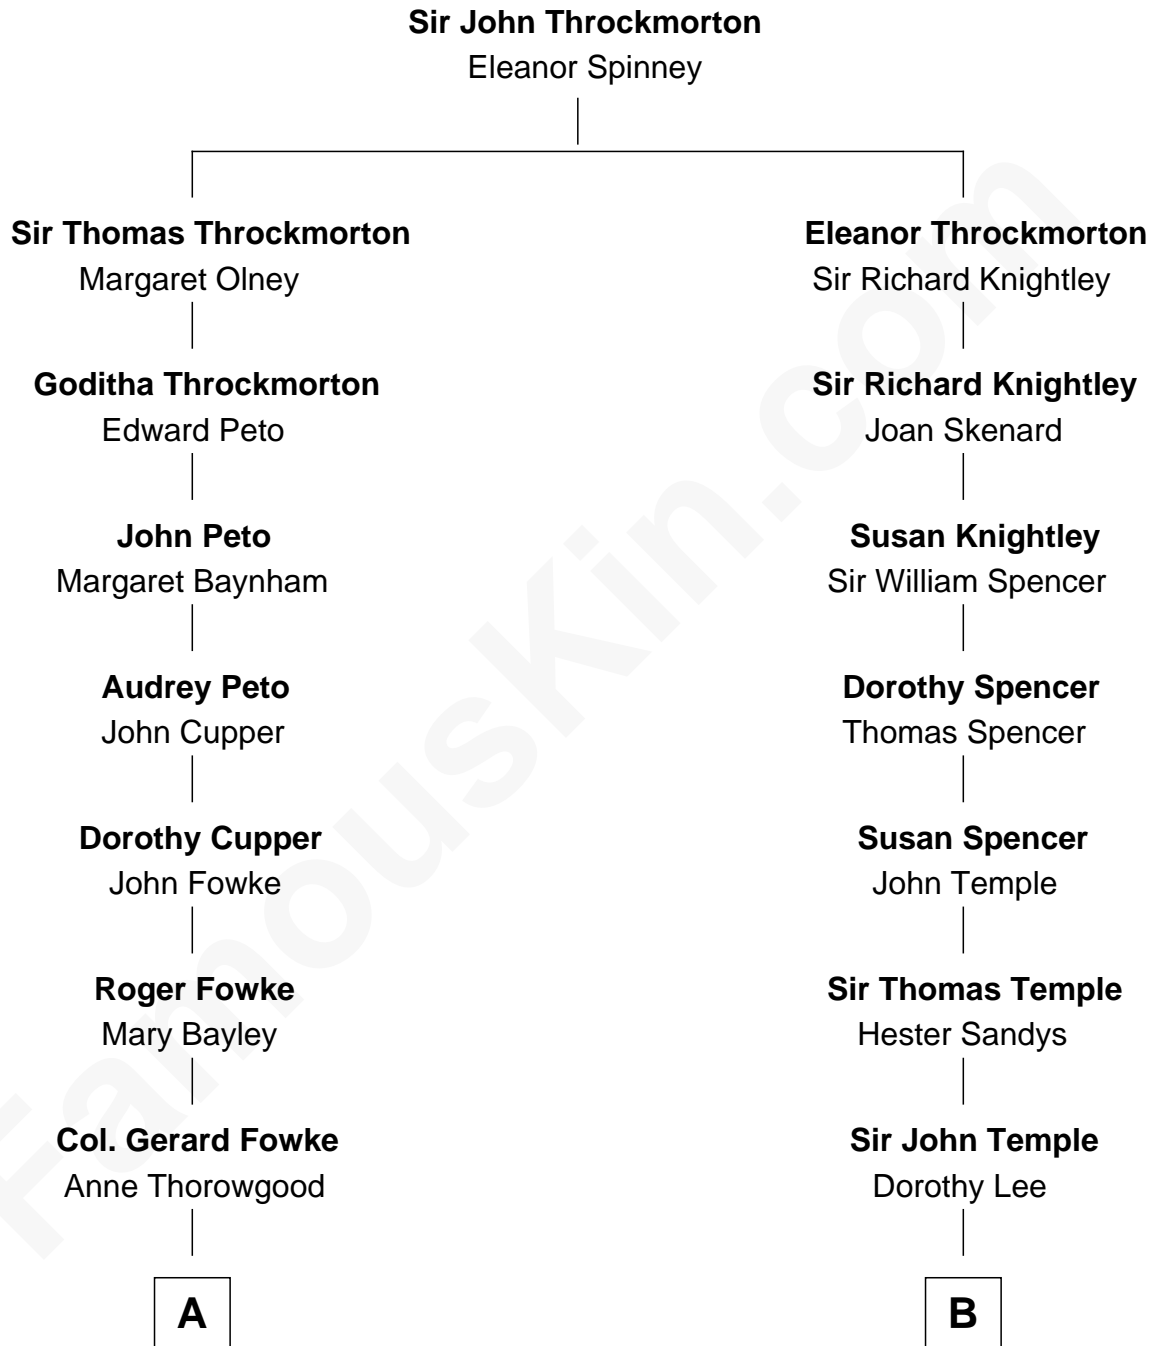 Sir John Throckmorton
Eleanor Spinney
Sir Thomas Throckmorton
Margaret Olney
Eleanor Throckmorton
Sir Richard Knightley
Goditha Throckmorton
Edward Peto
Sir Richard Knightley
Joan Skenard
John Peto
Margaret Baynham
Susan Knightley
Sir William Spencer
Audrey Peto
John Cupper
Dorothy Spencer
Thomas Spencer
Dorothy Cupper
John Fowke
Susan Spencer
John Temple
Roger Fowke
Mary Bayley
Sir Thomas Temple
Hester Sandys
Col. Gerard Fowke
Anne Thorowgood
Sir John Temple
Dorothy Lee
A
B
FamousKin.com